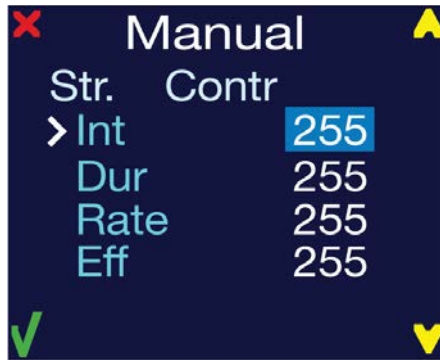 Manual
Str. Contr
Int 255
Dur 255
Rate 255
Eff 255